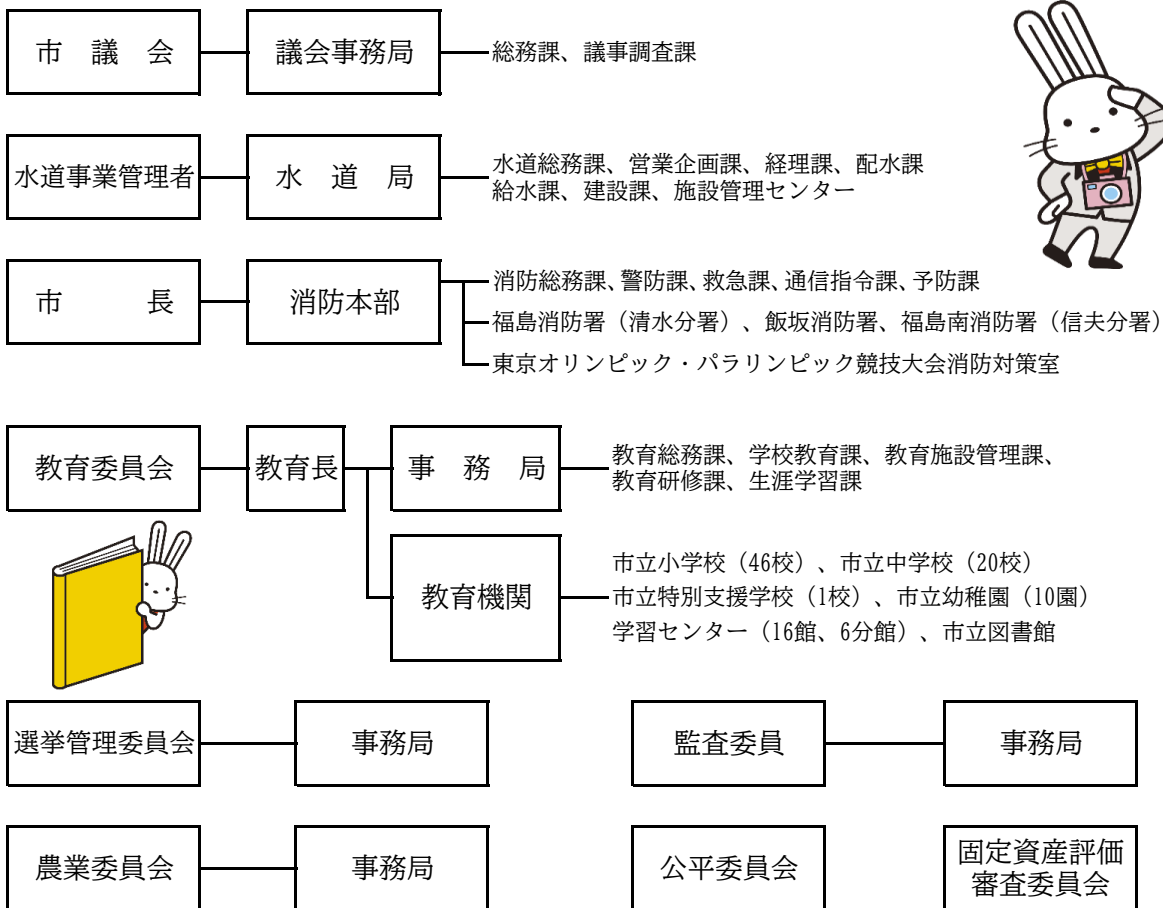 市議会 議会事務局 総務課、議事調査課
水道事業管理者 水道局 水道総務課、営業企画課、経理課、配水課
給水課、建設課、施設管理センター
市長 消防本部 消防総務課、警防課、救急課、通信指令課、予防課
福島消防署（清水分署）、飯坂消防署、福島南消防署（信夫分署）
東京オリンピック・パラリンピック競技大会消防対策室
教育委員会 教育長 事務局 教育総務課、学校教育課、教育施設管理課、
教育研修課、生涯学習課
教育機関 市立小学校（46校）、市立中学校（20校）
市立特別支援学校（1校）、市立幼稚園（10園）
学習センター（16館、6分館）、市立図書館
選挙管理委員会 事務局 監査委員 事務局
農業委員会 事務局 公平委員会 固定資産評価
審査委員会